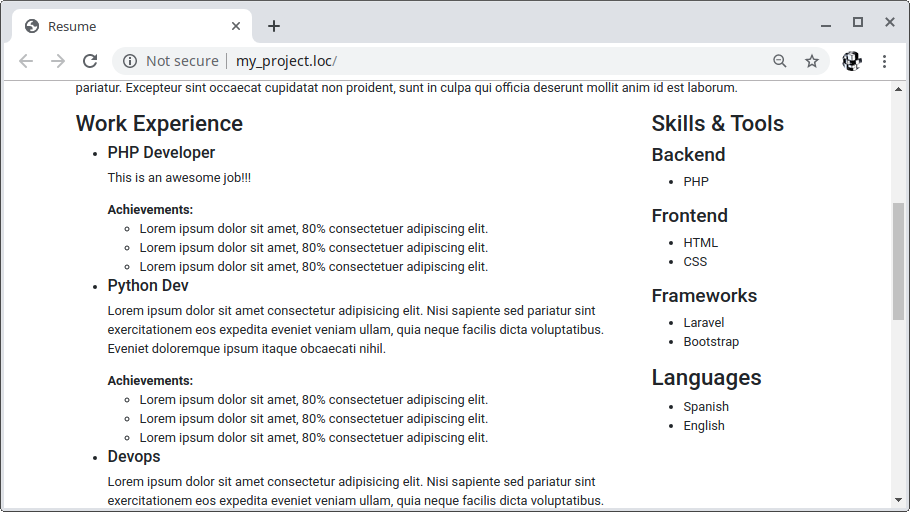 Resume
Not secure
my_project.loc/
pariatur. Excepteur sint occaecat cupidatat non proident, sunt in culpa qui officia deserunt mollit anim id est laborum.
Work Experience
PHP Developer
This is an awesome job!!!
Achievements:
Lorem ipsum dolor sit amet, 80% consectetuer adipiscing elit.
Lorem ipsum dolor sit amet, 80% consectetuer adipiscing elit.
Lorem ipsum dolor sit amet, 80% consectetuer adipiscing elit.
Python Dev
Lorem ipsum dolor sit amet consectetur adipisicing elit. Nisi sapiente sed pariatur sint
exercitationem eos expedita eveniet veniam ullam, quia neque facilis dicta voluptatibus.
Eveniet doloremque ipsum itaque obcaecati nihil.
Achievements:
Lorem ipsum dolor sit amet, 80% consectetuer adipiscing elit.
Lorem ipsum dolor sit amet, 80% consectetuer adipiscing elit.
Lorem ipsum dolor sit amet, 80% consectetuer adipiscing elit.
Devops
Lorem ipsum dolor sit amet consectetur adipisicing elit. Nisi sapiente sed pariatur sint
exercitationem eos expedita eveniet veniam ullam, quia neque facilis dicta voluptatibus.
Skills & Tools
Backend
PHP
Frontend
HTML
CSS
Frameworks
Laravel
Bootstrap
Languages
Spanish
English